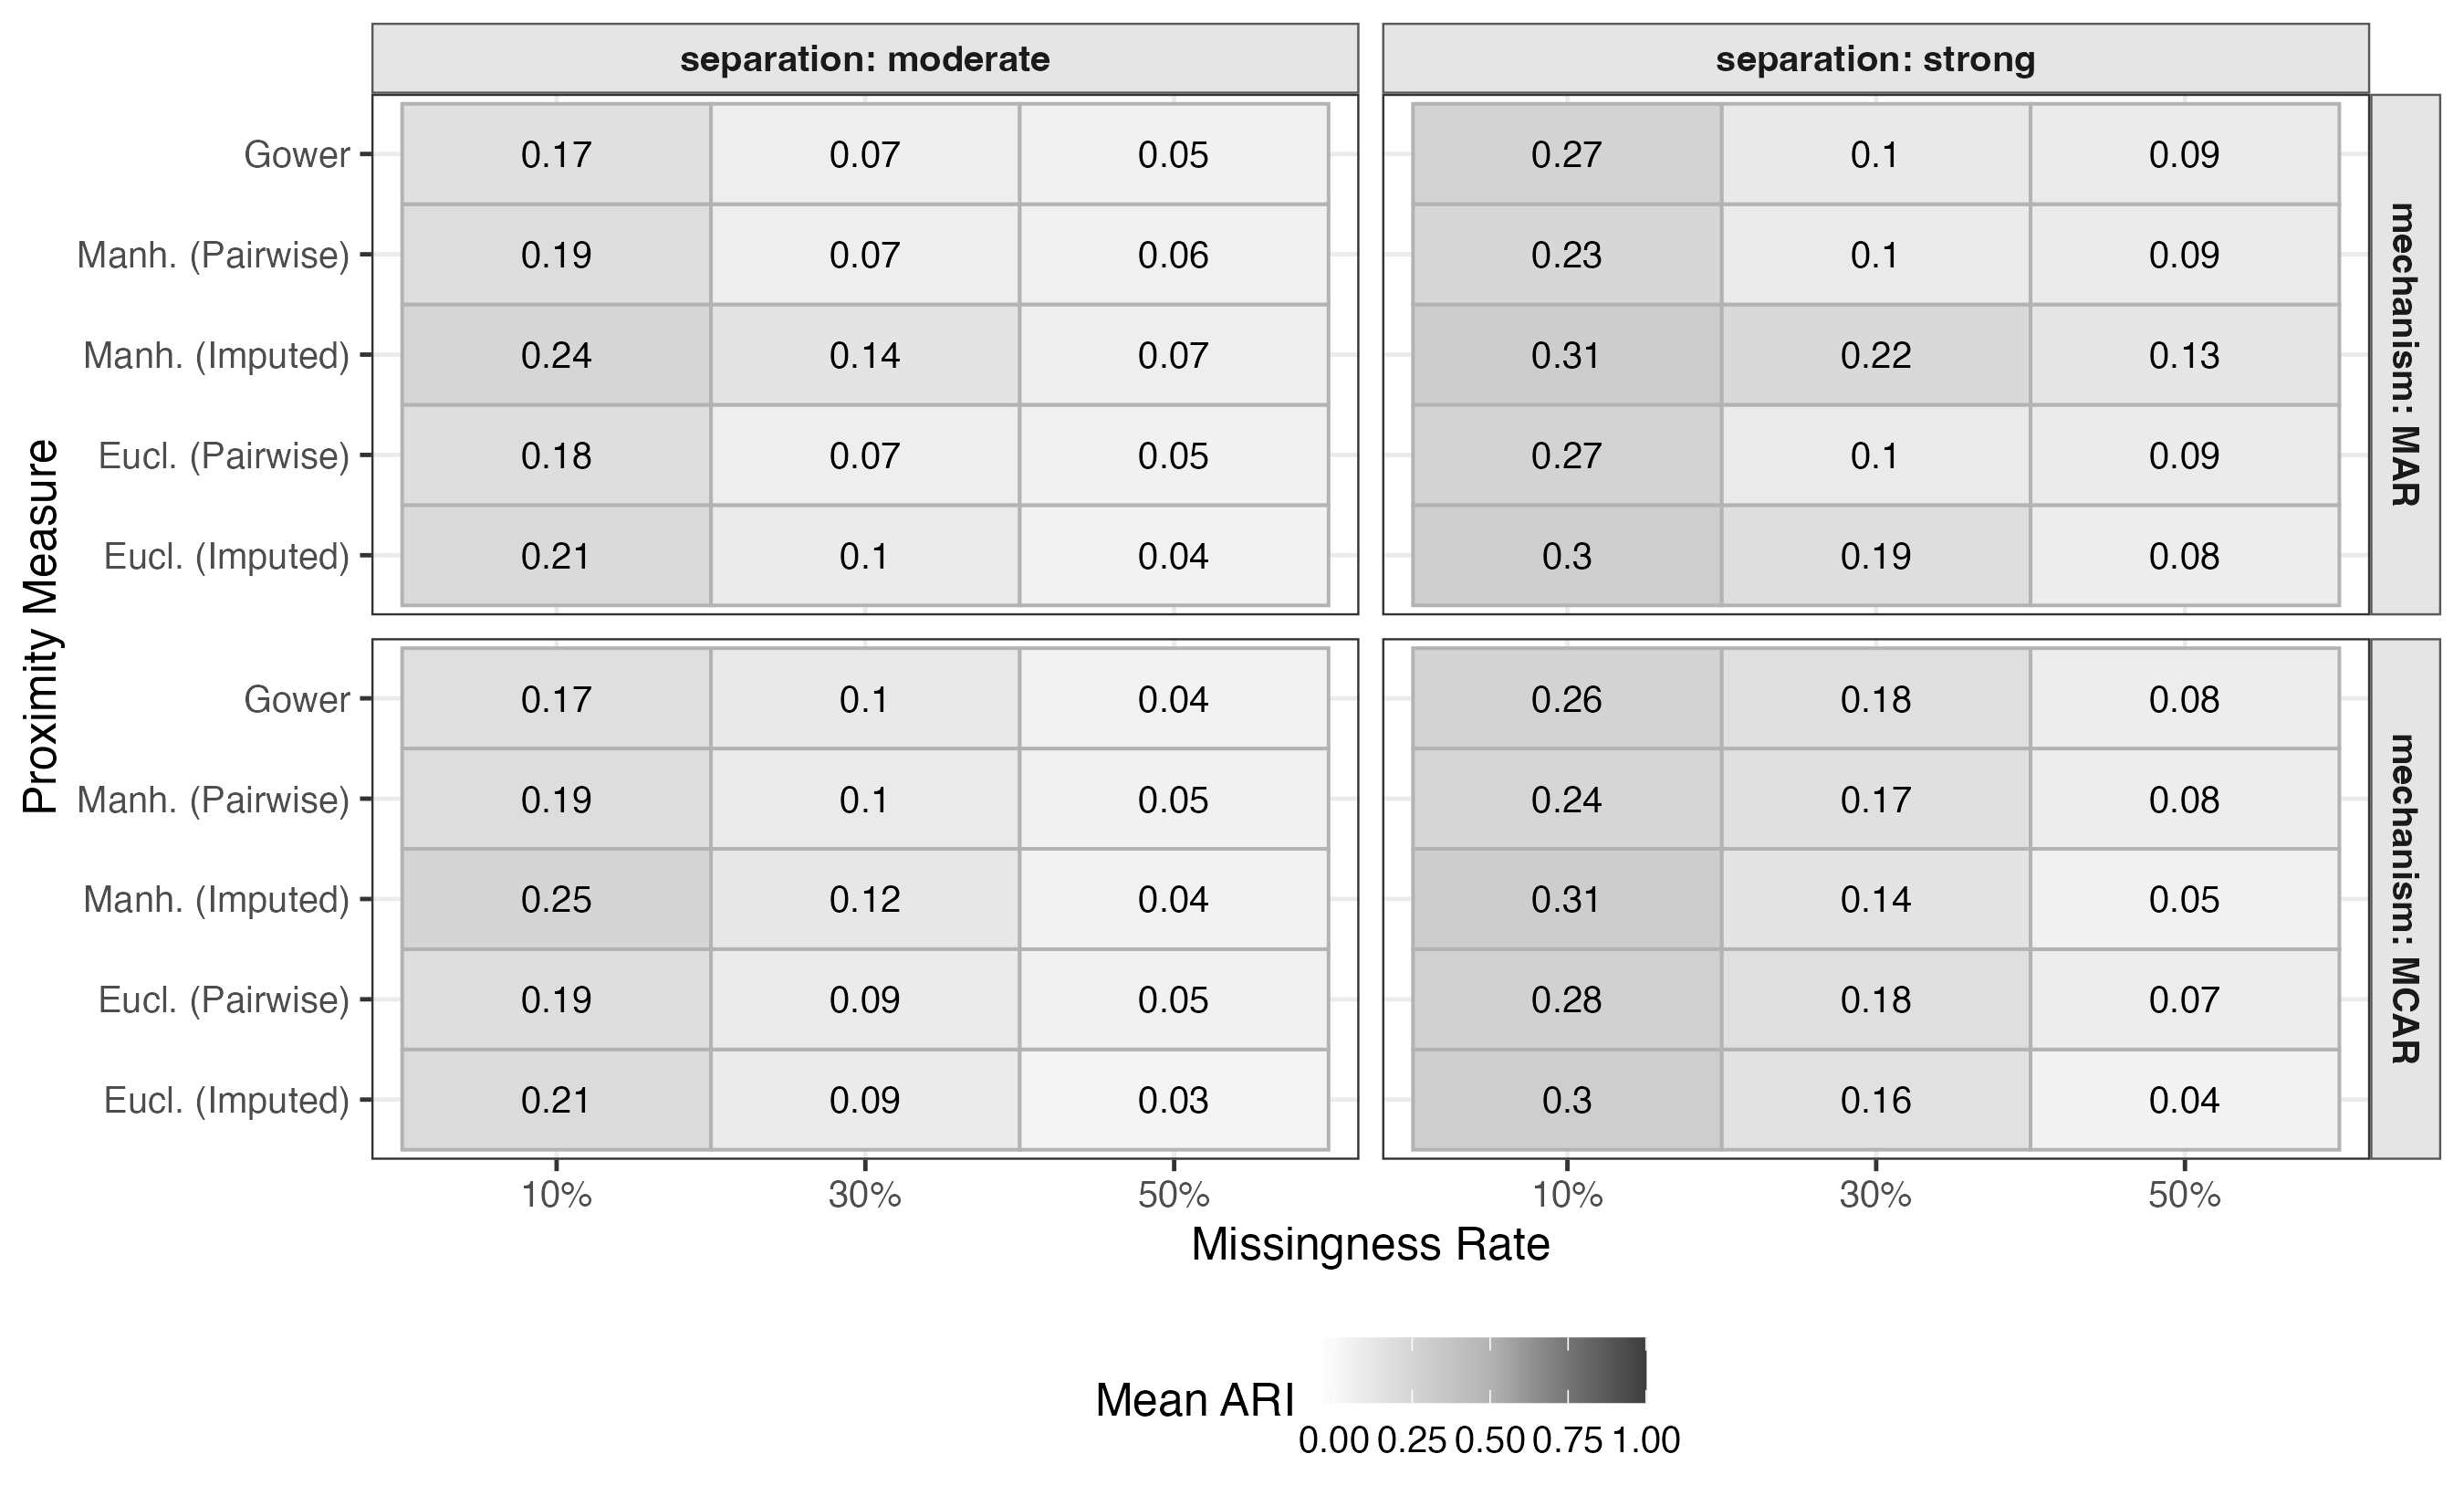 separation: moderate
separation: strong
mechanism: MAR
Gower 0.17 0.07 0.05 0.27 0.1 0.09
Manh. (Pairwise) 0.19 0.07 0.06 0.23 0.1 0.09
Manh. (Imputed) 0.24 0.14 0.07 0.31 0.22 0.13
Eucl. (Pairwise) 0.18 0.07 0.05 0.27 0.1 0.09
Eucl. (Imputed) 0.21 0.1 0.04 0.3 0.19 0.08
Proximity Measure
mechanism: MCAR
Gower 0.17 0.1 0.04 0.26 0.18 0.08
Manh. (Pairwise) 0.19 0.1 0.05 0.24 0.17 0.08
Manh. (Imputed) 0.25 0.12 0.04 0.31 0.14 0.05
Eucl. (Pairwise) 0.19 0.09 0.05 0.28 0.18 0.07
Eucl. (Imputed) 0.21 0.09 0.03 0.3 0.16 0.04
10% 30% 50% 10% 30% 50%
Missingness Rate
Mean ARI
0.00 0.25 0.50 0.75 1.00